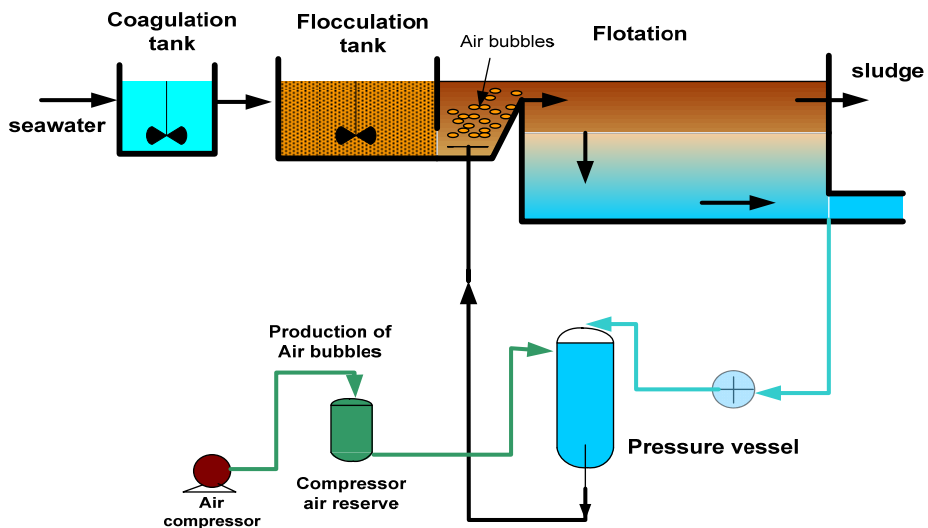 Coagulation
tank
Flocculation
tank
Air bubbles
Flotation
sludge
seawater
Production of
Air bubbles
Pressure vessel
Compressor
air reserve
Air
compressor